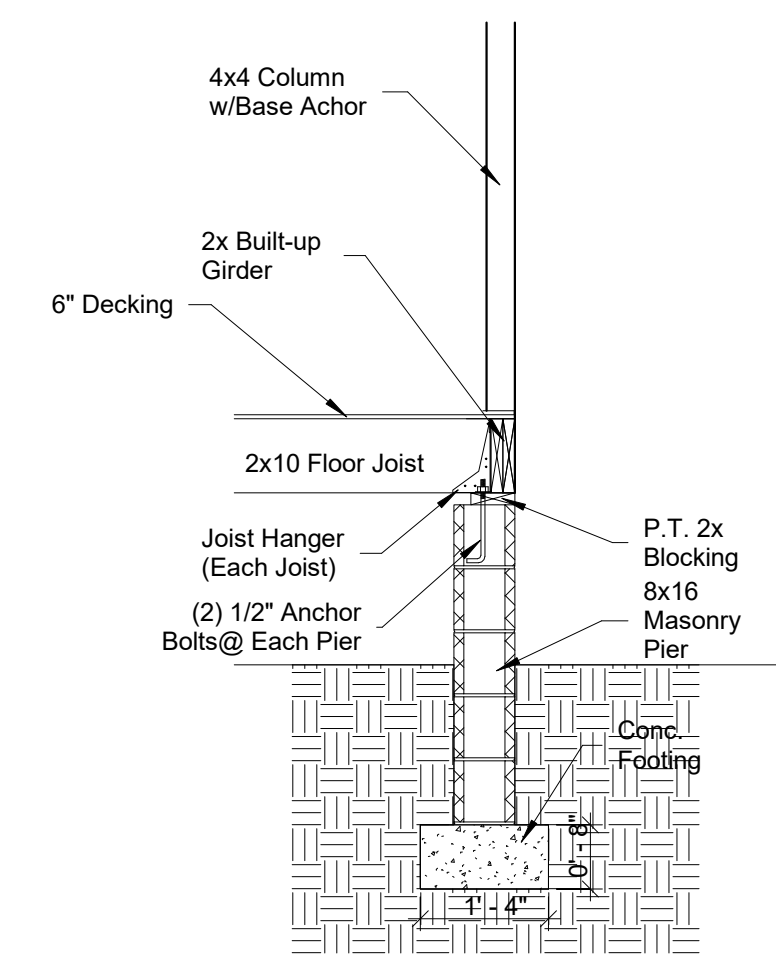 4x4 Column
w/Base Achor
2x Built-up
Girder
6" Decking
2x10 Floor Joist
Joist Hanger
(Each Joist)
P.T. 2x
Blocking
(2) 1/2" Anchor
Bolts@ Each Pier
8x16
Masonry
Pier
Conc.
Footing
0' - 8"
1' - 4"